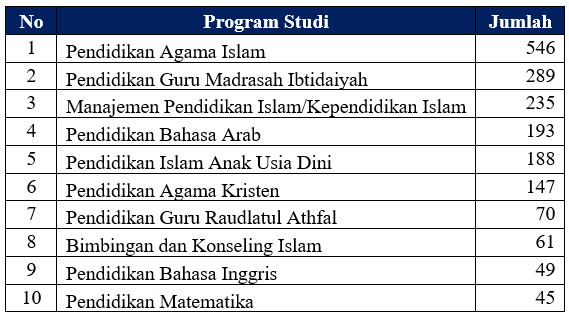 No Program Studi Jumlah
1 Pendidikan Agama Islam 546
2 Pendidikan Guru Madrasah Ibtidaiyah 289
3 Manajemen Pendidikan Islam/Kependidikan Islam 235
4 Pendidikan Bahasa Arab 193
5 Pendidikan Islam Anak Usia Dini 188
6 Pendidikan Agama Kristen 147
7 Pendidikan Guru Raudlatul Athfal 70
8 Bimbingan dan Konseling Islam 61
9 Pendidikan Bahasa Inggris 49
10 Pendidikan Matematika 45